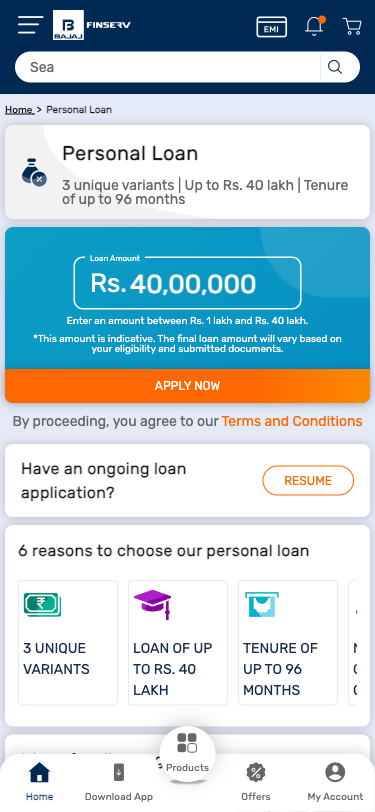 BAJAJ FINSERV
EMI
Sea
Home > Personal Loan
Personal Loan
3 unique variants | Up to Rs. 40 lakh | Tenure
of up to 96 months
Loan Amount
Rs. 40,00,000
Enter an amount between Rs. 1 lakh and Rs. 40 lakh.
*This amount is indicative. The final loan amount will vary based on
your eligibility and submitted documents.
APPLY NOW
By proceeding, you agree to our Terms and Conditions
Have an ongoing loan
application?
RESUME
6 reasons to choose our personal loan
3 UNIQUE
VARIANTS
LOAN OF UP
TO RS. 40
LAKH
TENURE OF
UP TO 96
MONTHS
Home
Download App
Products
Offers
My Account